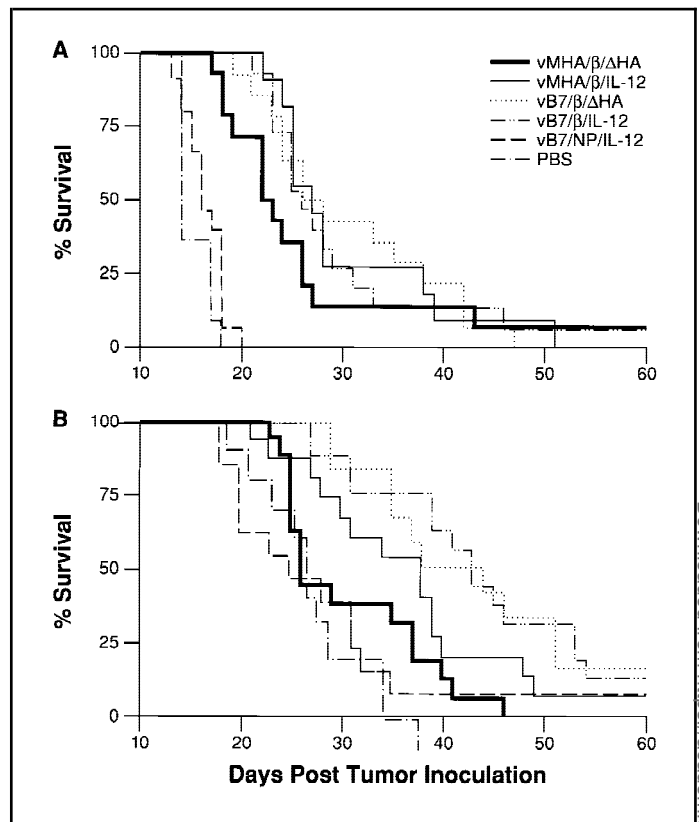 A
100
75
50
25
0
% Survival
vMHA/β/ΔHA
vMHA/β/IL-12
vB7/β/ΔHA
vB7/β/IL-12
vB7/NP/IL-12
PBS
10 20 30 40 50 60
B
100
75
50
25
0
% Survival
10 20 30 40 50 60
Days Post Tumor Inoculation